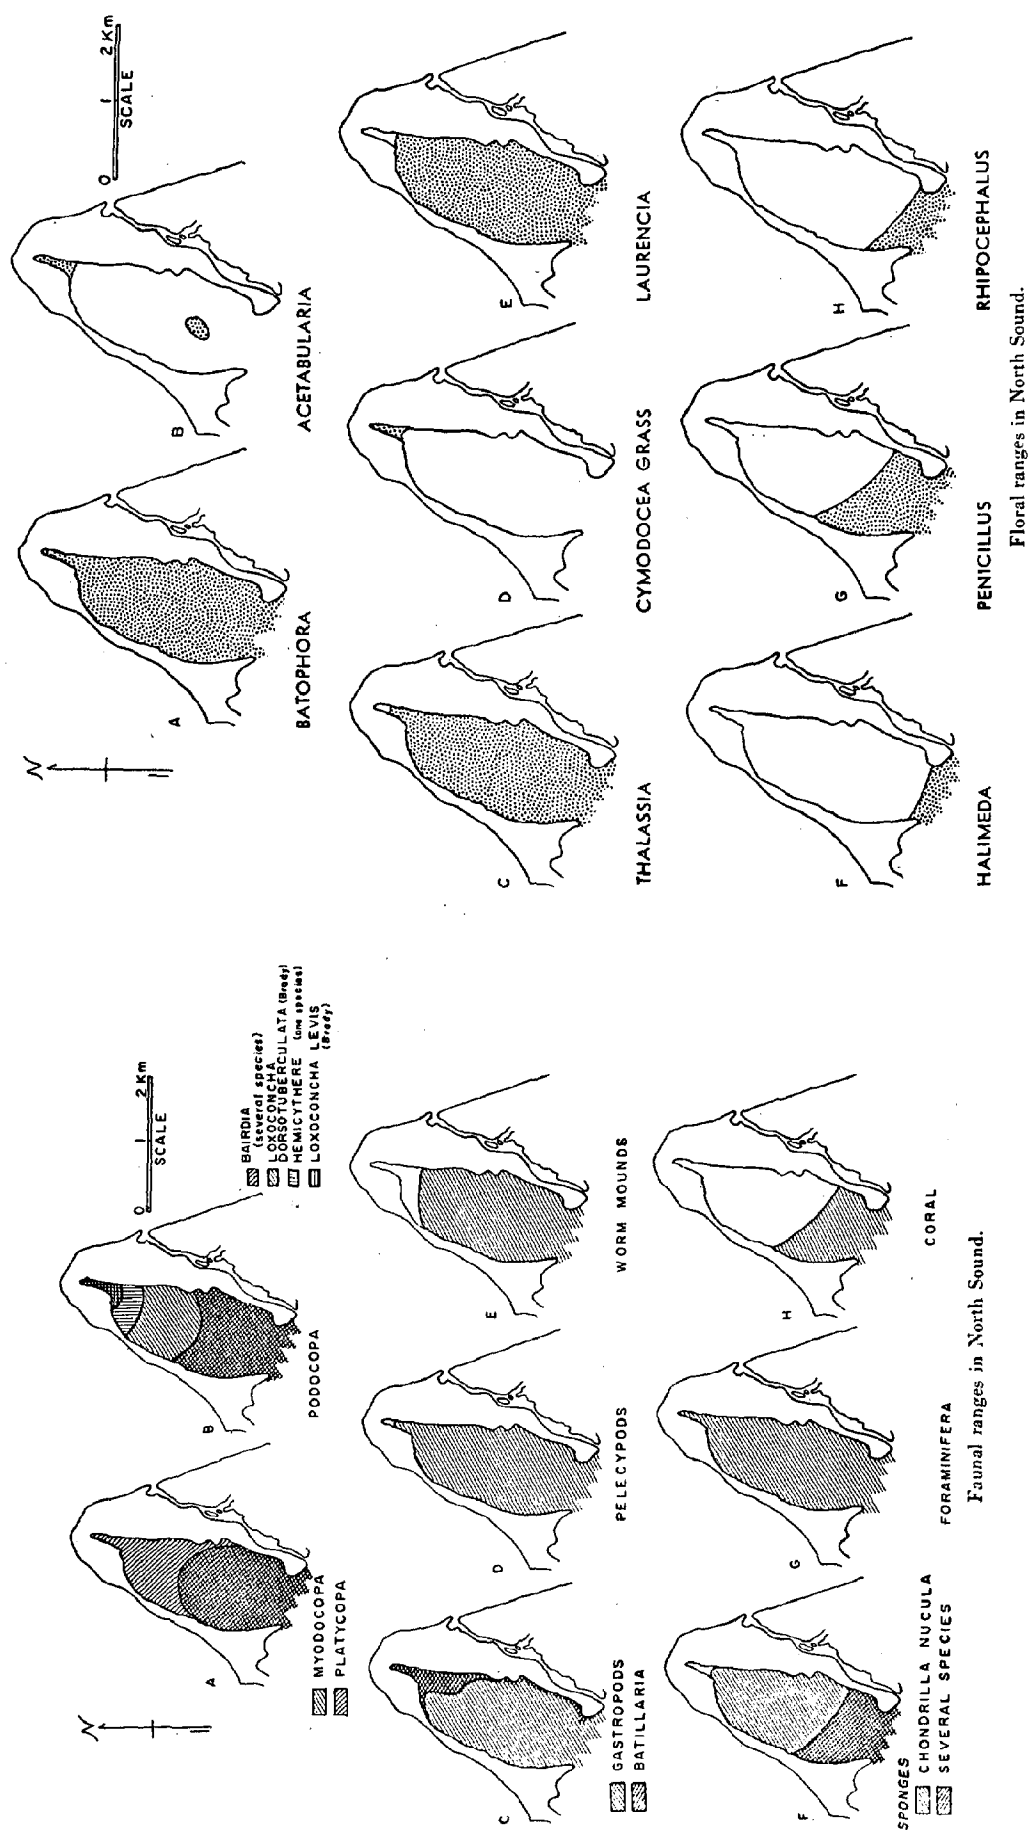 N
A
BATOPHORA
B
ACETABULARIA
0 1 2 Km
SCALE
C
THALASSIA
D
CYMODOCEA GRASS
E
LAURENCIA
F
HALIMEDA
G
PENICILLUS
H
RHIPOCEPHALUS
Floral ranges in North Sound.
N
A
MYODOCOPA
PLATYCOPA
B
PODOCOPA
0 1 2 Km
SCALE
BAIRDIA
(several species)
LOXOCONCHA
DORSOTUBERCULATA (Brady)
HEMICYTHERE (one species)
LOXOCONCHA LEVIS
(Brady)
C
GASTROPODS
BATILLARIA
D
PELECYPODS
E
WORM MOUNDS
F
SPONGES
CHONDRILLA NUCULA
SEVERAL SPECIES
G
FORAMINIFERA
H
CORAL
Faunal ranges in North Sound.